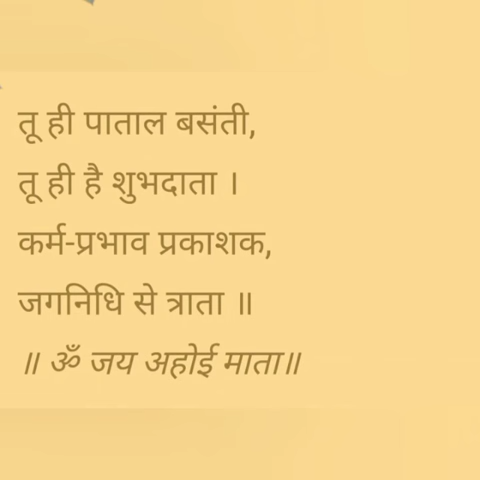 तू ही पाताल बसंती,
तू ही है शुभदाता ।
कर्म-प्रभाव प्रकाशक,
जगनिधि से त्राता ॥
॥ ॐ जय अहोई माता॥